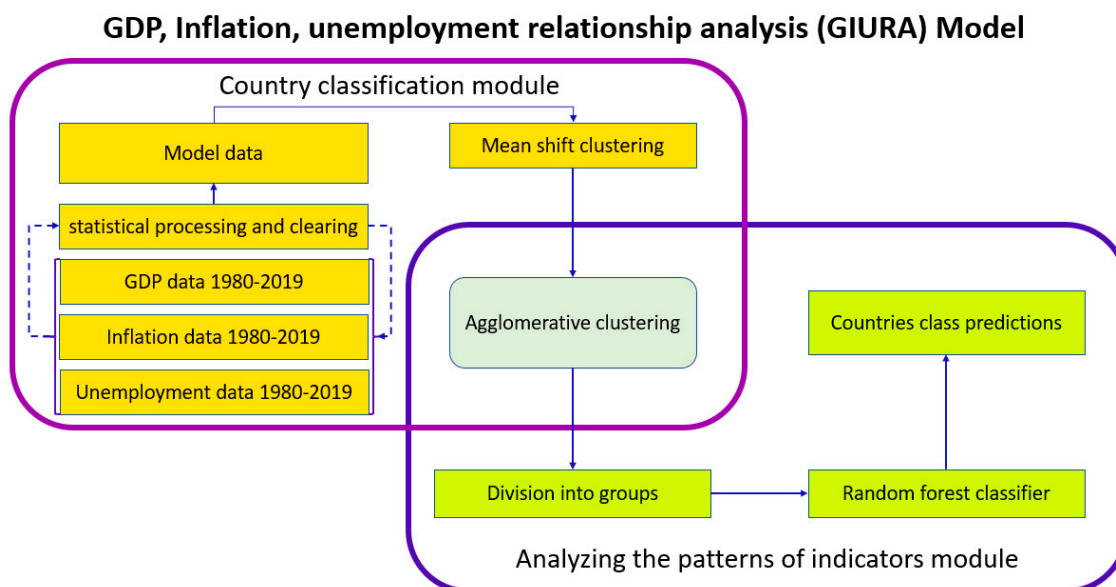 GDP, Inflation, unemployment relationship analysis (GIURA) Model
Country classification module
Model data
Mean shift clustering
statistical processing and clearing
GDP data 1980-2019
Inflation data 1980-2019
Unemployment data 1980-2019
Agglomerative clustering
Countries class predictions
Division into groups
Random forest classifier
Analyzing the patterns of indicators module